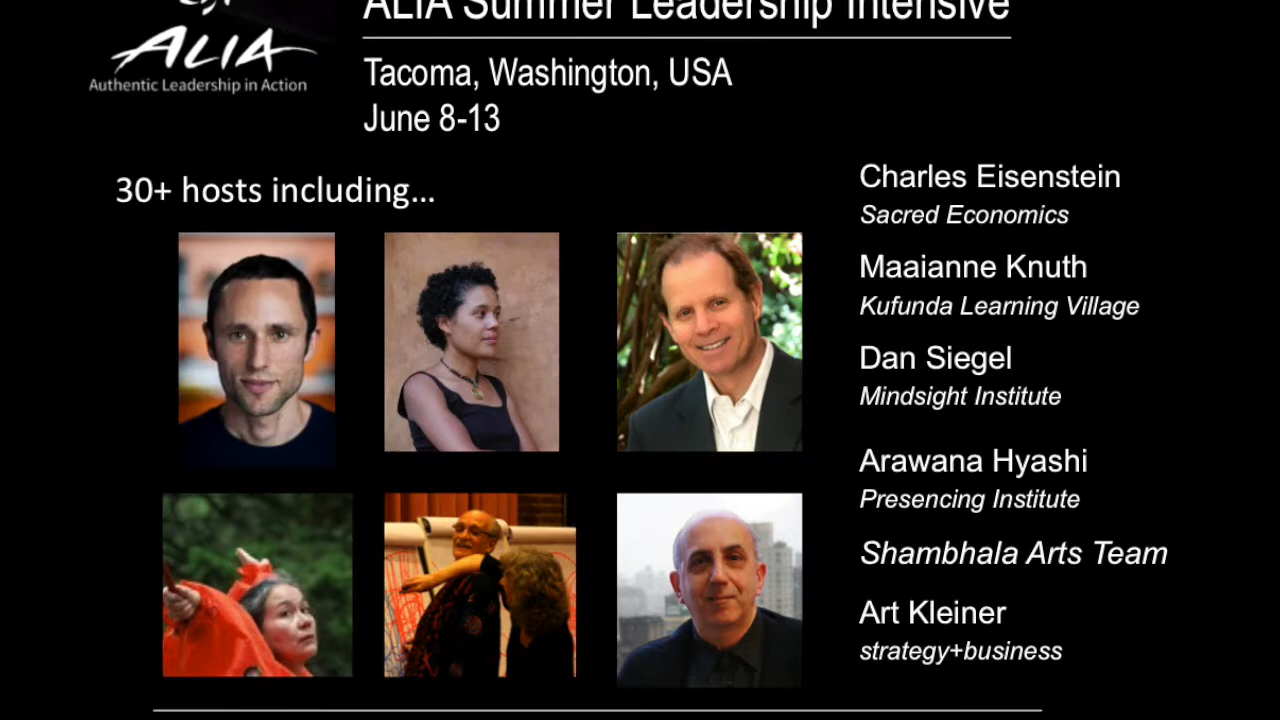 ALIA Summer Leadership Intensive
ALIA
Authentic Leadership in Action
Tacoma, Washington, USA
June 8-13
30+ hosts including...
Charles Eisenstein
Sacred Economics
Maaianne Knuth
Kufunda Learning Village
Dan Siegel
Mindsight Institute
Arawana Hyashi
Presencing Institute
Shambhala Arts Team
Art Kleiner
strategy+business